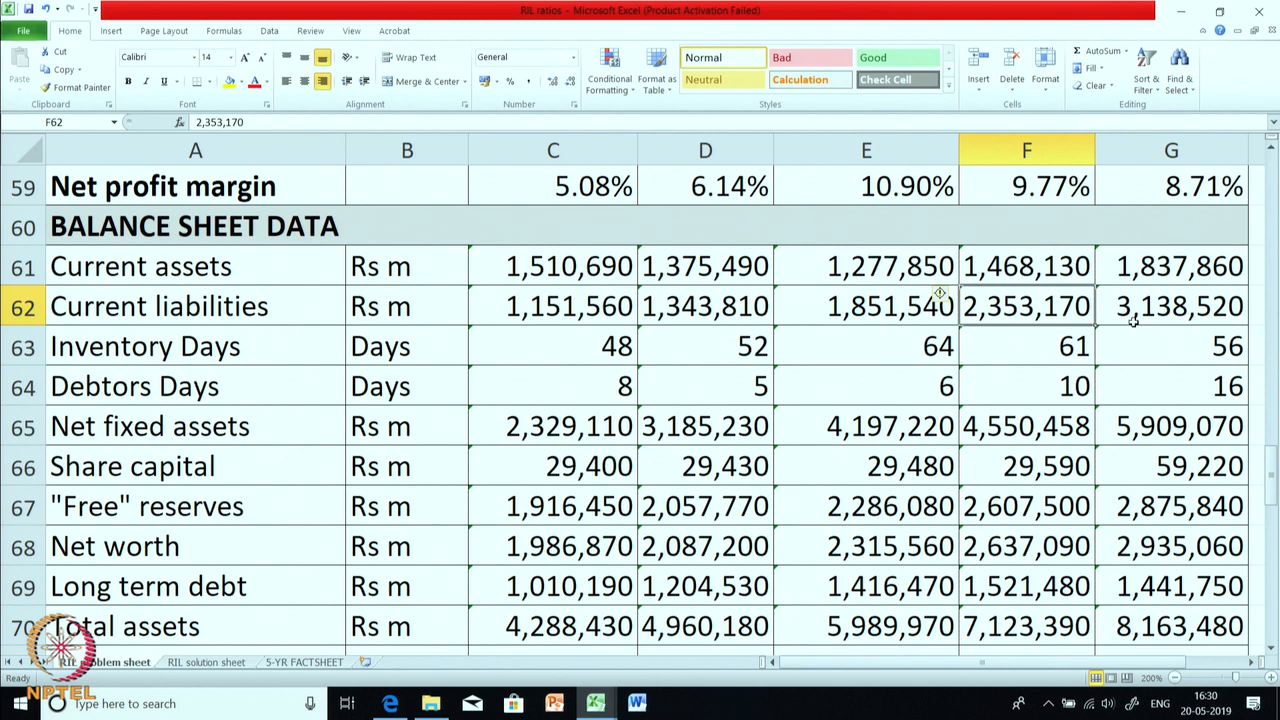 RIL ratios - Microsoft Excel (Product Activation Failed)
File Home Insert Page Layout Formulas Data Review View Acrobat
Paste
Cut
Copy
Format Painter
Clipboard
Calibri 14
B I U
Font
Wrap Text
Merge & Center
Alignment
General
Number
Conditional Formatting
Format as Table
Normal Bad Good
Neutral Calculation Check Cell
Styles
Insert Delete Format
Cells
AutoSum
Fill
Clear
Sort & Filter
Find & Select
Editing
F62 fx 2,353,170
A B C D E F G
59 Net profit margin 5.08% 6.14% 10.90% 9.77% 8.71%
60 BALANCE SHEET DATA
61 Current assets Rs m 1,510,690 1,375,490 1,277,850 1,468,130 1,837,860
62 Current liabilities Rs m 1,151,560 1,343,810 1,851,540 2,353,170 3,138,520
63 Inventory Days Days 48 52 64 61 56
64 Debtors Days Days 8 5 6 10 16
65 Net fixed assets Rs m 2,329,110 3,185,230 4,197,220 4,550,458 5,909,070
66 Share capital Rs m 29,400 29,430 29,480 29,590 59,220
67 "Free" reserves Rs m 1,916,450 2,057,770 2,286,080 2,607,500 2,875,840
68 Net worth Rs m 1,986,870 2,087,200 2,315,560 2,637,090 2,935,060
69 Long term debt Rs m 1,010,190 1,204,530 1,416,470 1,521,480 1,441,750
70 Total assets Rs m 4,288,430 4,960,180 5,989,970 7,123,390 8,163,480
RIL problem sheet RIL solution sheet 5-YR FACTSHEET
Ready 200%
NPTEL
Type here to search
ENG
16:30
20-05-2019